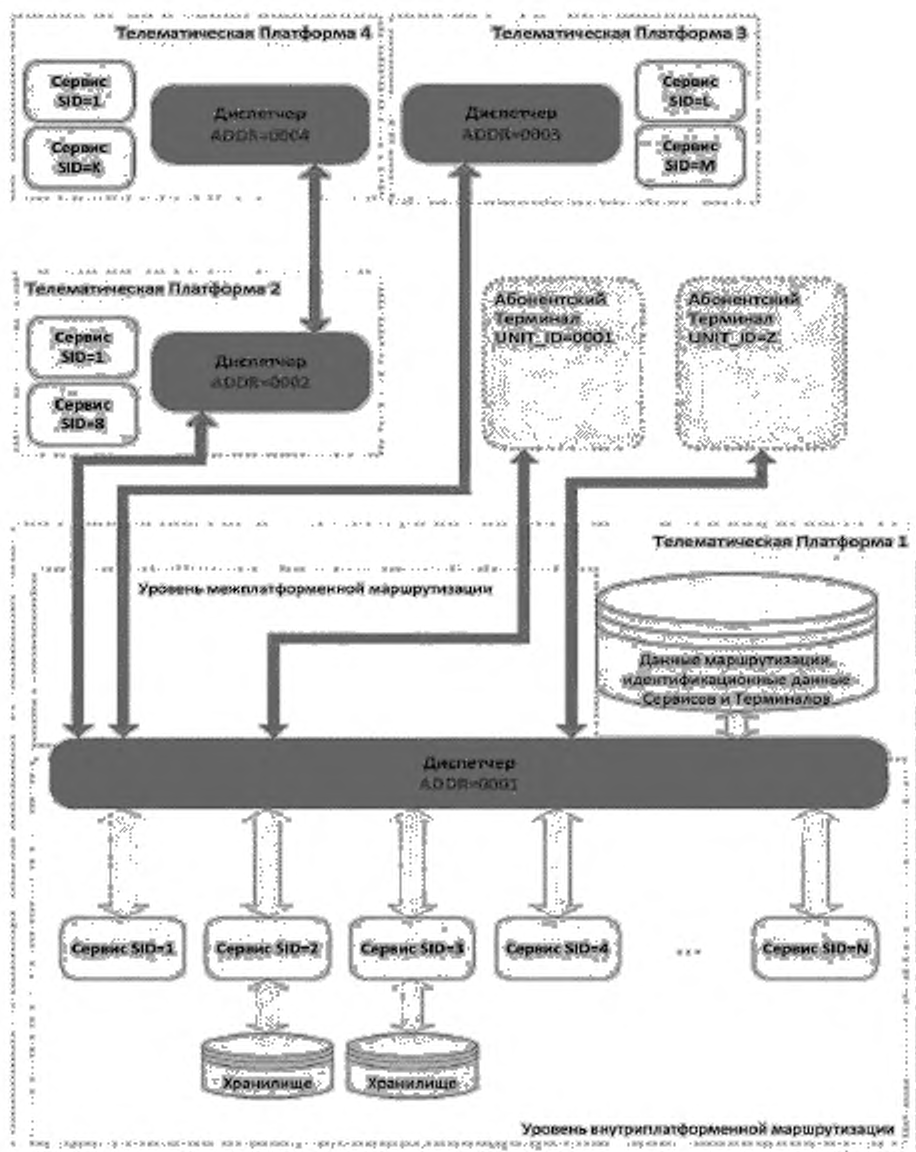 Телематическая Платформа 4
Сервис
SID=1
Сервис
SID=K
Диспетчер
ADDR=0004
Телематическая Платформа 3
Диспетчер
ADDR=0003
Сервис
SID=L
Сервис
SID=M
Телематическая Платформа 2
Сервис
SID=1
Сервис
SID=8
Диспетчер
ADDR=0002
Абонентский
Терминал
UNIT_ID=0001
Абонентский
Терминал
UNIT_ID=Z
Телематическая Платформа 1
Уровень межплатформенной маршрутизации
Данные маршрутизации,
идентификационные данные
Сервисов и Терминалов
Диспетчер
ADDR=0001
Сервис SID=1
Сервис SID=2
Сервис SID=3
Сервис SID=4
...
Сервис SID=N
Хранилище
Хранилище
Уровень внутриплатформенной маршрутизации